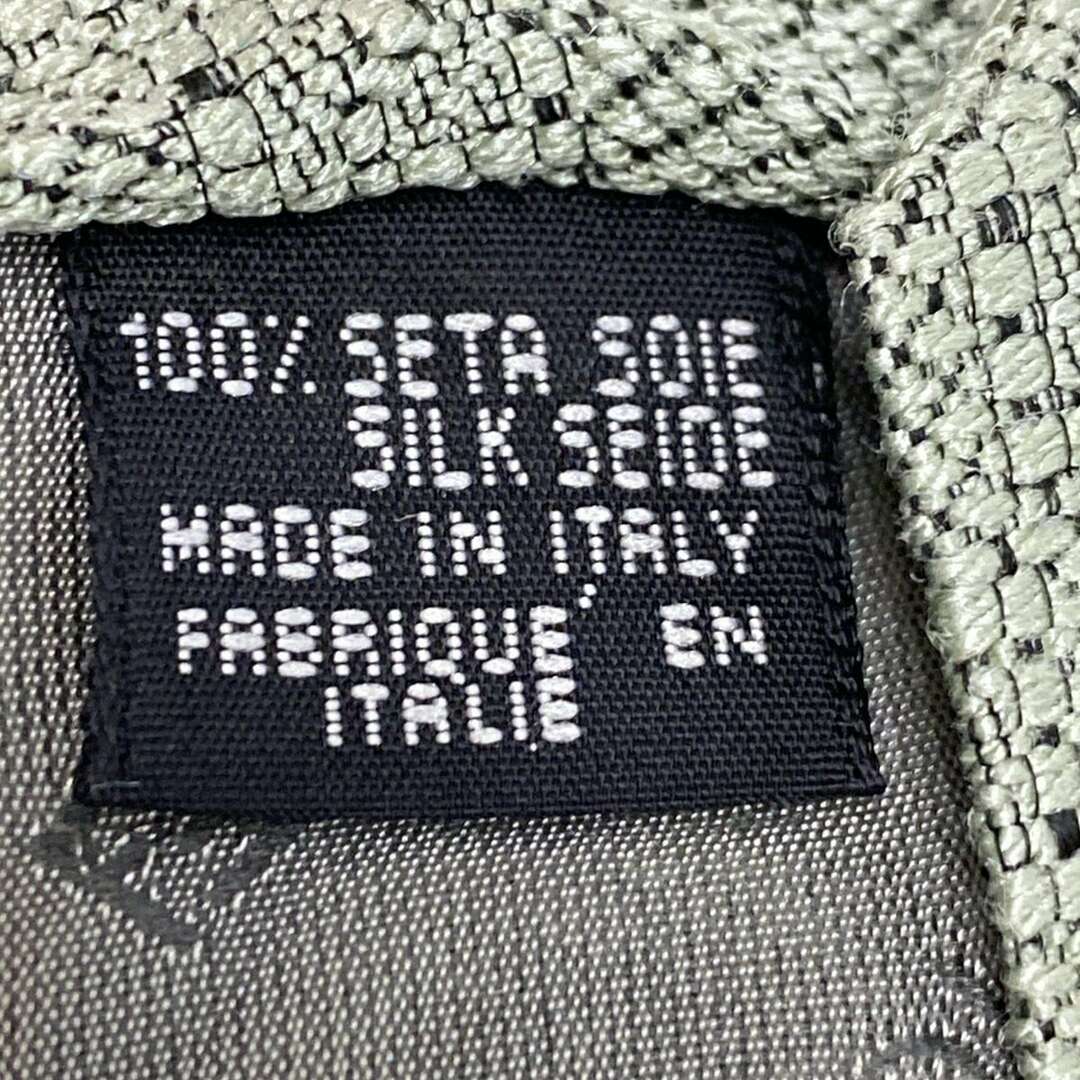 100% SETA SOIE
SILK SEIDE
MADE IN ITALY
FABRIQUE EN
ITALIE